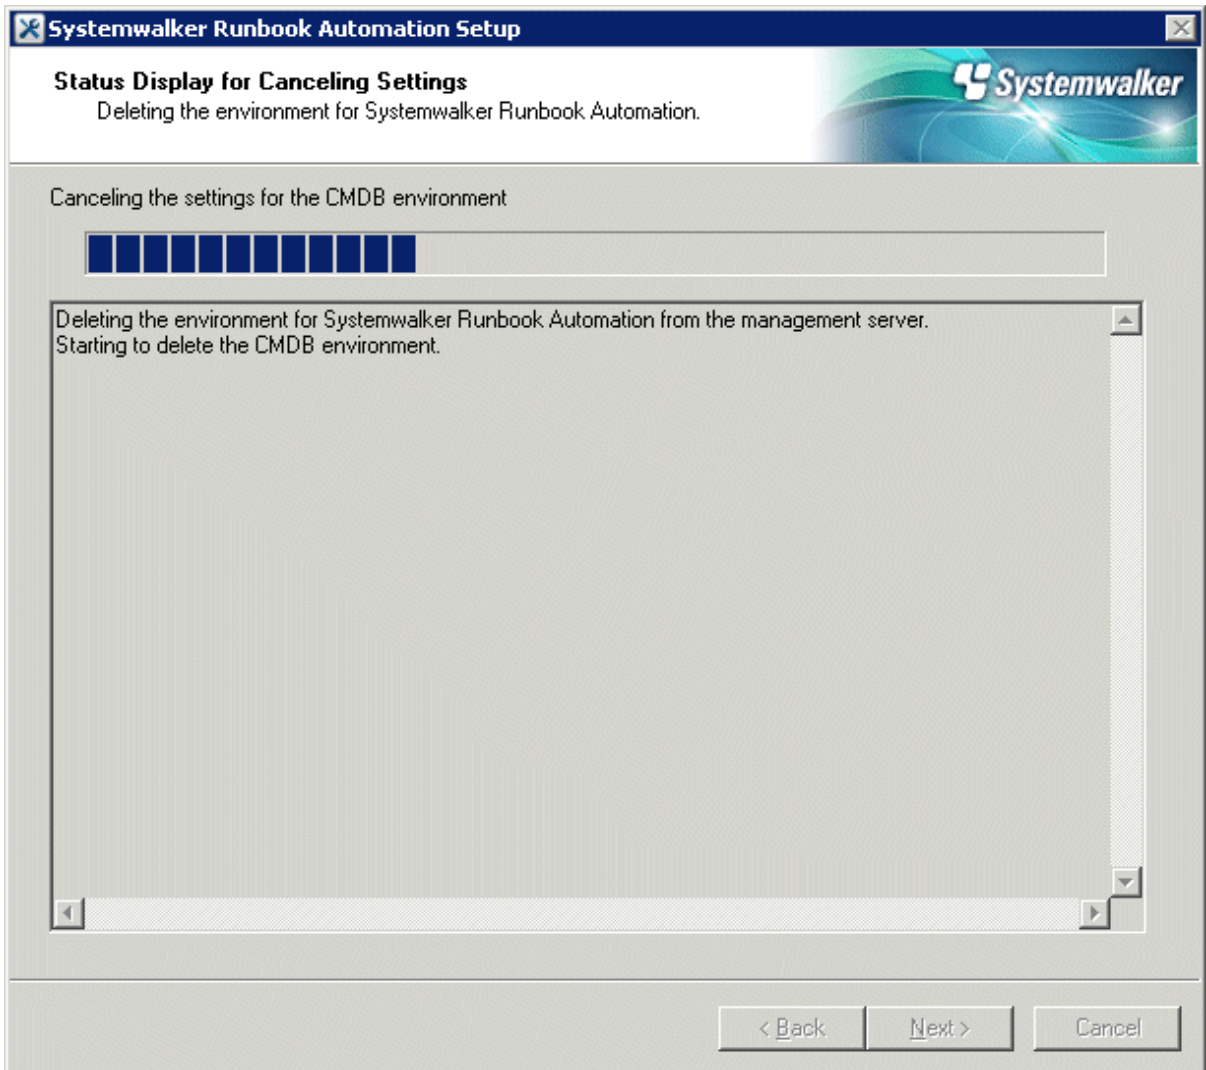 Systemwalker Runbook Automation Setup
Status Display for Canceling Settings
Deleting the environment for Systemwalker Runbook Automation.
Systemwalker
Canceling the settings for the CMDB environment
Deleting the environment for Systemwalker Runbook Automation from the management server.
Starting to delete the CMDB environment.
< Back
Next >
Cancel